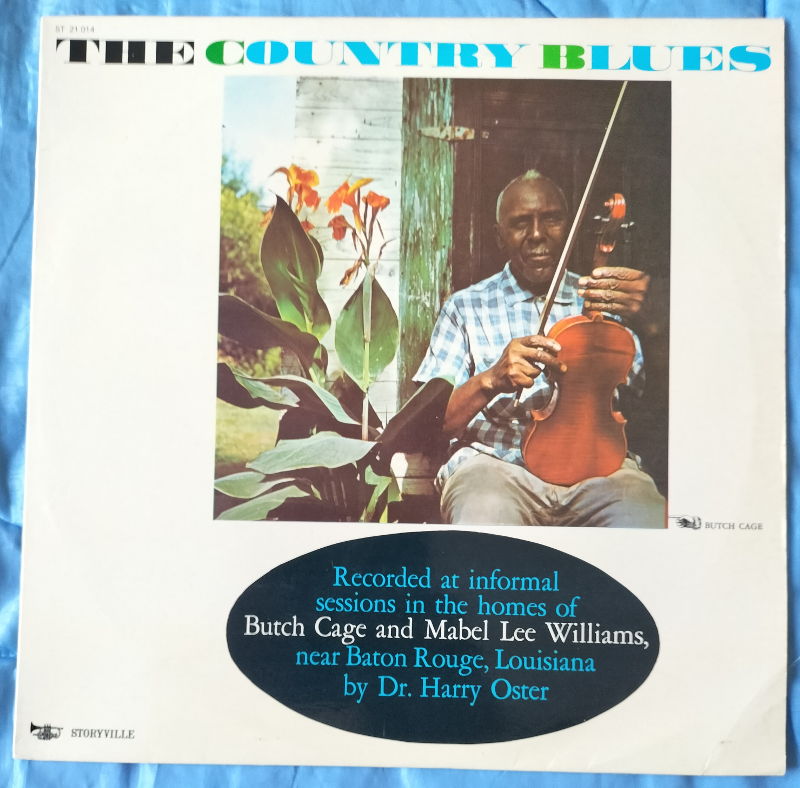 ST 21 014
THE COUNTRY BLUES
BUTCH CAGE
Recorded at informal
sessions in the homes of
Butch Cage and Mabel Lee Williams,
near Baton Rouge, Louisiana
by Dr. Harry Oster
STORYVILLE